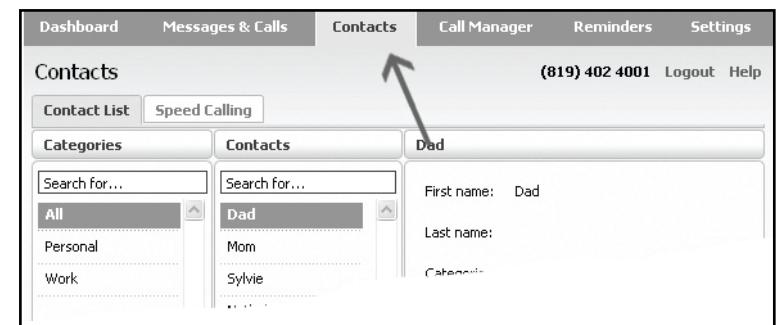 Dashboard Messages & Calls Contacts Call Manager Reminders Settings
Contacts (819) 402 4001 Logout Help
Contact List Speed Calling
Categories Contacts Dad
Search for... Search for... First name: Dad
All Dad
Last name:
Personal Mom
Work Sylvie